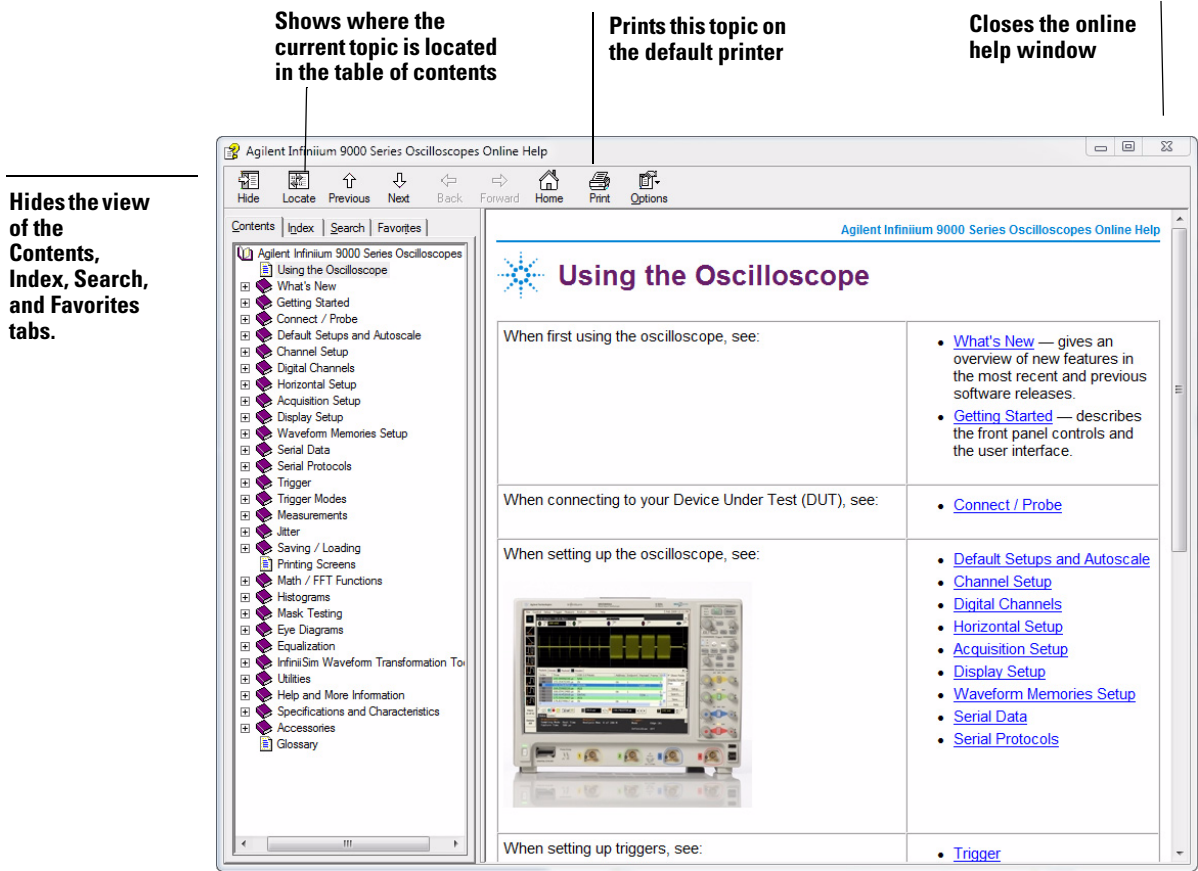 Shows where the
current topic is located
in the table of contents
Prints this topic on
the default printer
Closes the online
help window
Hides the view
of the
Contents,
Index, Search,
and Favorites
tabs.
Agilent Infiniium 9000 Series Oscilloscopes Online Help
Hide Locate Previous Next Back Forward Home Print Options
Contents Index Search Favorites
Agilent Infiniium 9000 Series Oscilloscopes
Using the Oscilloscope
What's New
Getting Started
Connect / Probe
Default Setups and Autoscale
Channel Setup
Digital Channels
Horizontal Setup
Acquisition Setup
Display Setup
Waveform Memories Setup
Serial Data
Serial Protocols
Trigger
Trigger Modes
Measurements
Jitter
Saving / Loading
Printing Screens
Math / FFT Functions
Histograms
Mask Testing
Eye Diagrams
Equalization
InfiniiSim Waveform Transformation To
Utilities
Help and More Information
Specifications and Characteristics
Accessories
Glossary
Agilent Infiniium 9000 Series Oscilloscopes Online Help
Using the Oscilloscope
When first using the oscilloscope, see:
• What's New — gives an
overview of new features in
the most recent and previous
software releases.
• Getting Started — describes
the front panel controls and
the user interface.
When connecting to your Device Under Test (DUT), see:
• Connect / Probe
When setting up the oscilloscope, see:
• Default Setups and Autoscale
• Channel Setup
• Digital Channels
• Horizontal Setup
• Acquisition Setup
• Display Setup
• Waveform Memories Setup
• Serial Data
• Serial Protocols
When setting up triggers, see:
• Trigger